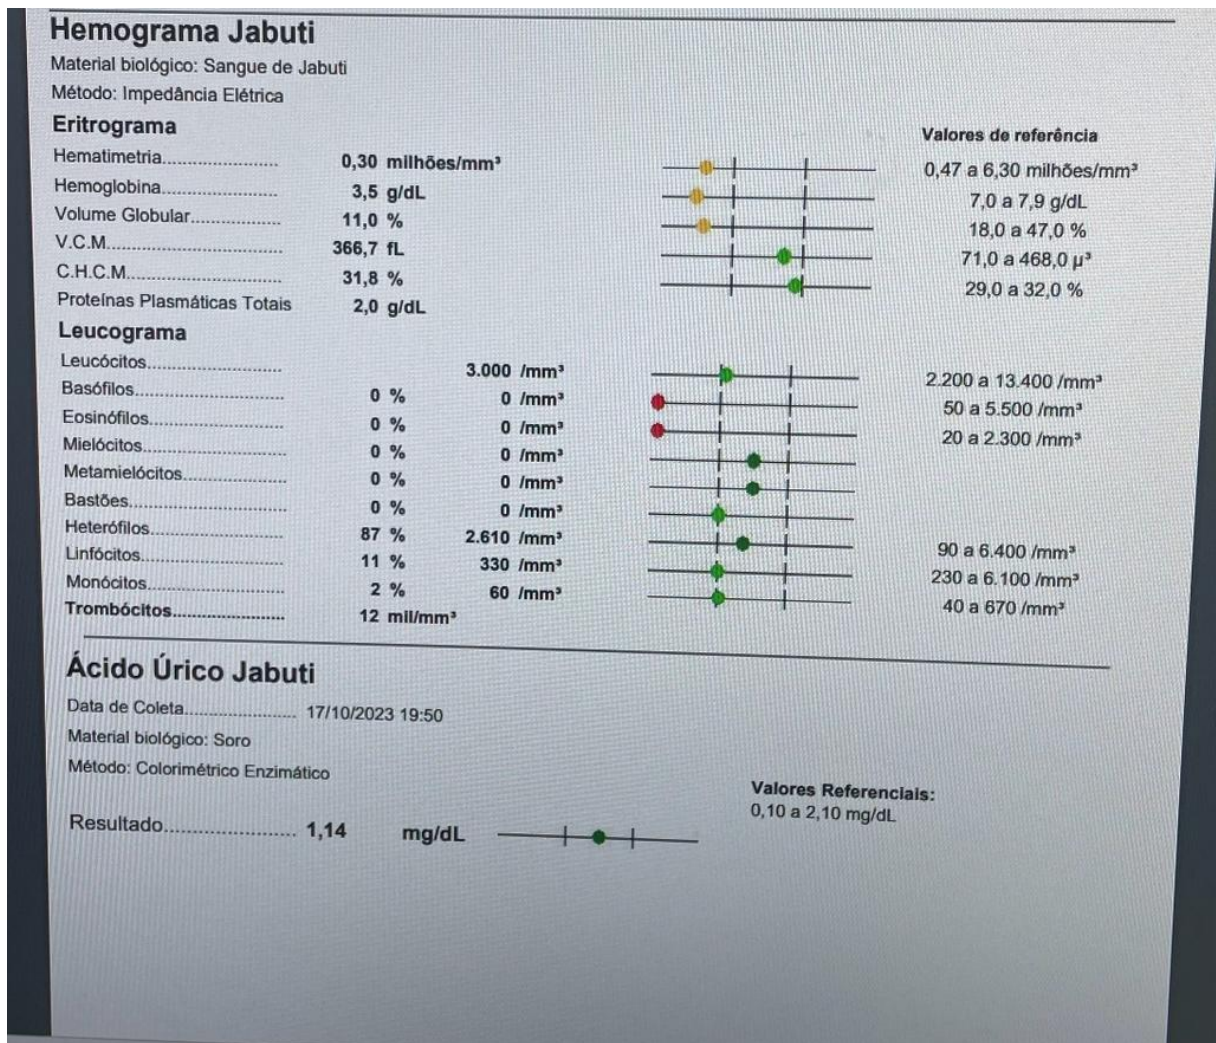 Hemograma Jabuti
Material biológico: Sangue de Jabuti
Método: Impedância Elétrica
Eritrograma Valores de referência
Hematimetria..................... 0,30 milhões/mm³ 0,47 a 6,30 milhões/mm³
Hemoglobina..................... 3,5 g/dL 7,0 a 7,9 g/dL
Volume Globular................ 11,0 % 18,0 a 47,0 %
V.C.M................................ 366,7 fL 71,0 a 468,0 µ³
C.H.C.M............................ 31,8 % 29,0 a 32,0 %
Proteínas Plasmáticas Totais 2,0 g/dL
Leucograma
Leucócitos......................... 3.000 /mm³ 2.200 a 13.400 /mm³
Basófilos........................... 0 % 0 /mm³ 50 a 5.500 /mm³
Eosinófilos........................ 0 % 0 /mm³ 20 a 2.300 /mm³
Mielócitos.......................... 0 % 0 /mm³
Metamielócitos.................. 0 % 0 /mm³
Bastões............................. 0 % 0 /mm³
Heterófilos......................... 87 % 2.610 /mm³ 90 a 6.400 /mm³
Linfócitos........................... 11 % 330 /mm³ 230 a 6.100 /mm³
Monócitos.......................... 2 % 60 /mm³ 40 a 670 /mm³
Trombócitos....................... 12 mil/mm³
Ácido Úrico Jabuti
Data de Coleta...................... 17/10/2023 19:50
Material biológico: Soro
Método: Colorimétrico Enzimático
Valores Referenciais:
0,10 a 2,10 mg/dL
Resultado.......................... 1,14 mg/dL